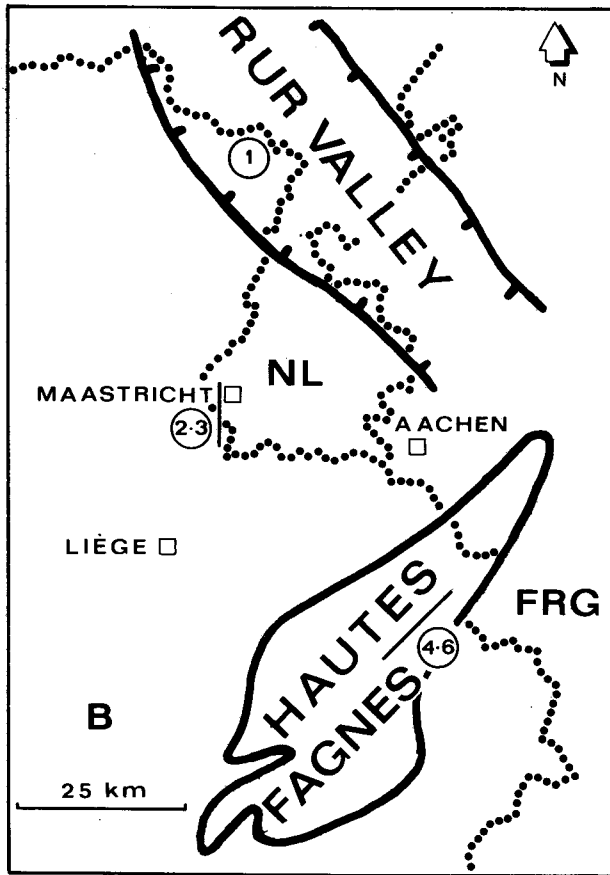 N
RUR VALLEY
1
NL
MAASTRICHT
2·3
AACHEN
LIÈGE
HAUTES
FAGNES
FRG
4·6
B
25 km